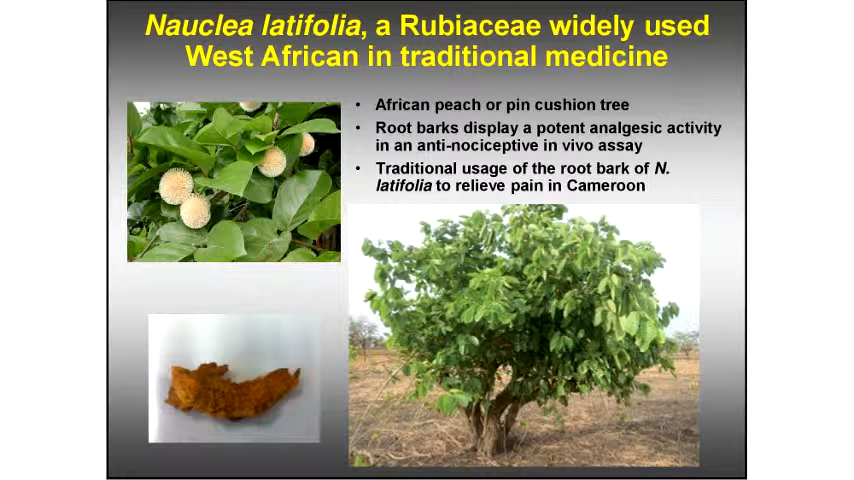 Nauclea latifolia, a Rubiaceae widely used
West African in traditional medicine
• African peach or pin cushion tree
• Root barks display a potent analgesic activity
in an anti-nociceptive in vivo assay
• Traditional usage of the root bark of N.
latifolia to relieve pain in Cameroon